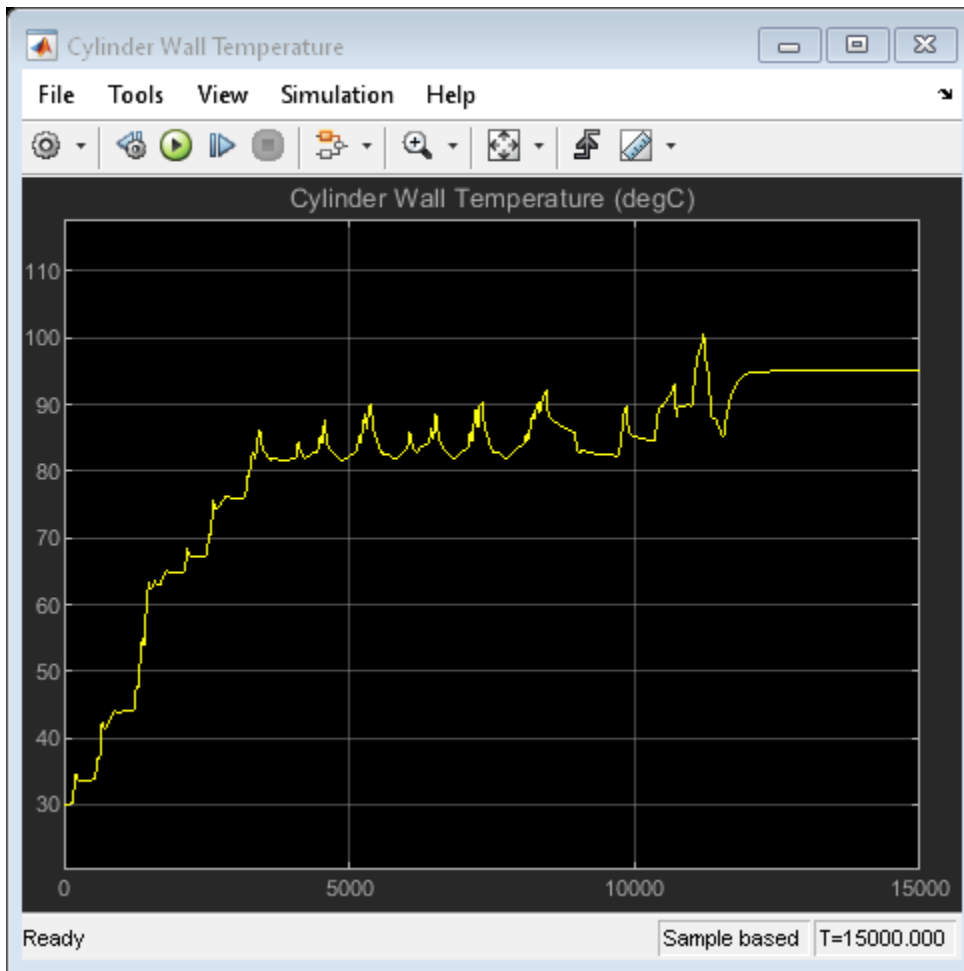 Cylinder Wall Temperature
File Tools View Simulation Help
Cylinder Wall Temperature (degC)
110
100
90
80
70
60
50
40
30
0 5000 10000 15000
Ready Sample based T=15000.000